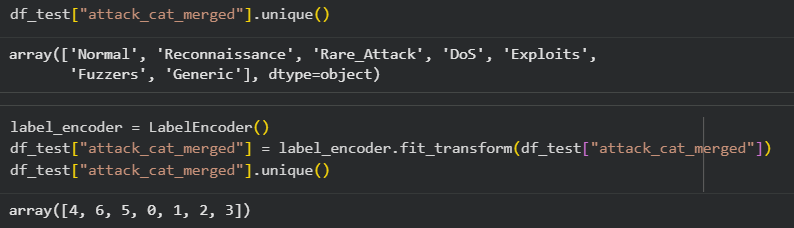 df_test["attack_cat_merged"].unique()
array(['Normal', 'Reconnaissance', 'Rare_Attack', 'DoS', 'Exploits',
'Fuzzers', 'Generic'], dtype=object)
label_encoder = LabelEncoder()
df_test["attack_cat_merged"] = label_encoder.fit_transform(df_test["attack_cat_merged"])
df_test["attack_cat_merged"].unique()
array([4, 6, 5, 0, 1, 2, 3])